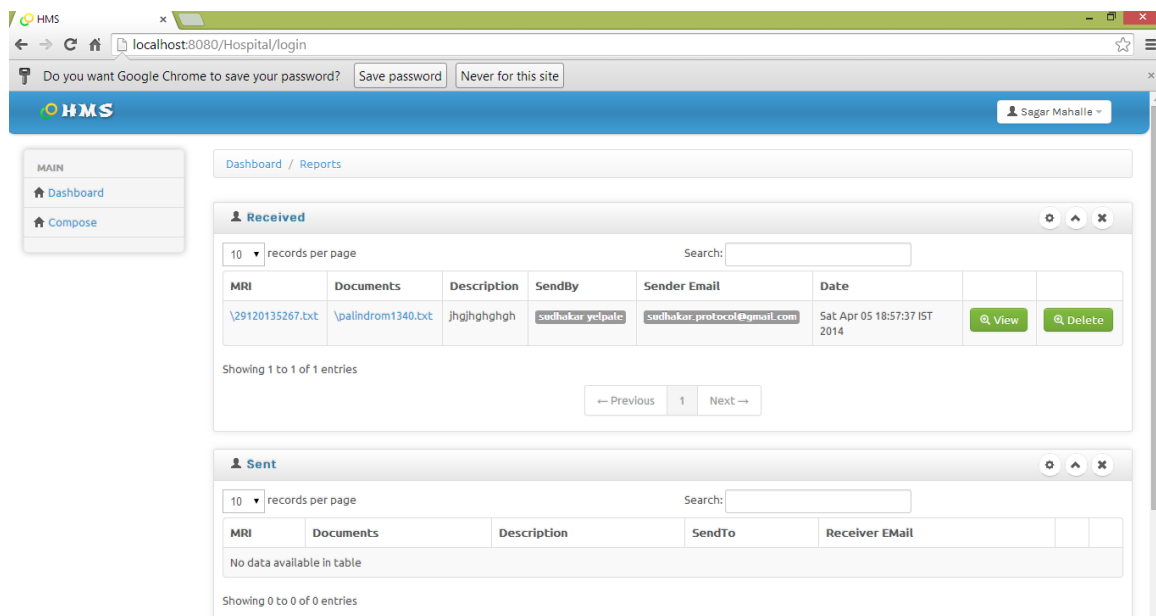 HMS
localhost:8080/Hospital/login
Do you want Google Chrome to save your password? Save password Never for this site
HMS
Sagar Mahalle
MAIN
Dashboard
Compose
Dashboard / Reports
Received
10 records per page Search:
MRI Documents Description SendBy Sender Email Date
\29120135267.txt \palindrom1340.txt jhgjhghghgh sudhakar yelpale sudhakar.protocol@gmail.com Sat Apr 05 18:57:37 IST View Delete
2014
Showing 1 to 1 of 1 entries
← Previous 1 Next →
Sent
10 records per page Search:
MRI Documents Description SendTo Receiver EMail
No data available in table
Showing 0 to 0 of 0 entries